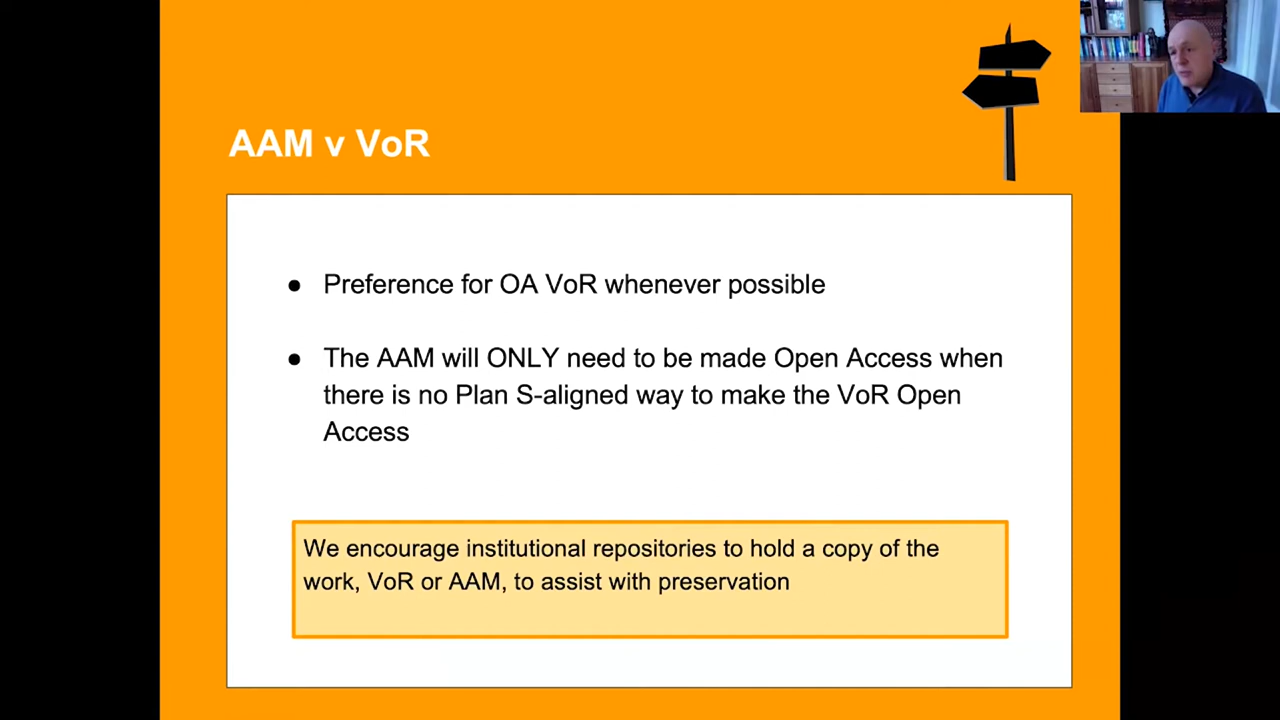 AAM v VoR
● Preference for OA VoR whenever possible
● The AAM will ONLY need to be made Open Access when
there is no Plan S-aligned way to make the VoR Open
Access
We encourage institutional repositories to hold a copy of the
work, VoR or AAM, to assist with preservation